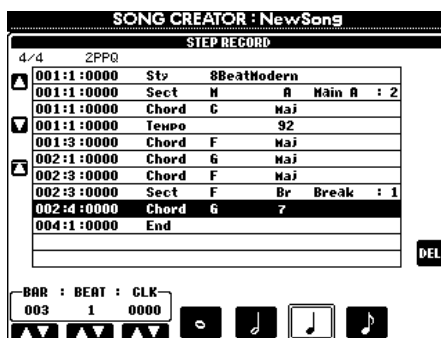 SONG CREATOR : NewSong
STEP RECORD
4/4 2PPQ
001:1:0000 Sty 8BeatModern
001:1:0000 Sect M A Main A : 2
001:1:0000 Chord C Maj
001:1:0000 Tempo 92
001:3:0000 Chord F Maj
002:1:0000 Chord G Maj
002:3:0000 Chord F Maj
002:3:0000 Sect F Br Break : 1
002:4:0000 Chord G 7
004:1:0000 End
DEL
BAR : BEAT : CLK
003 1 0000